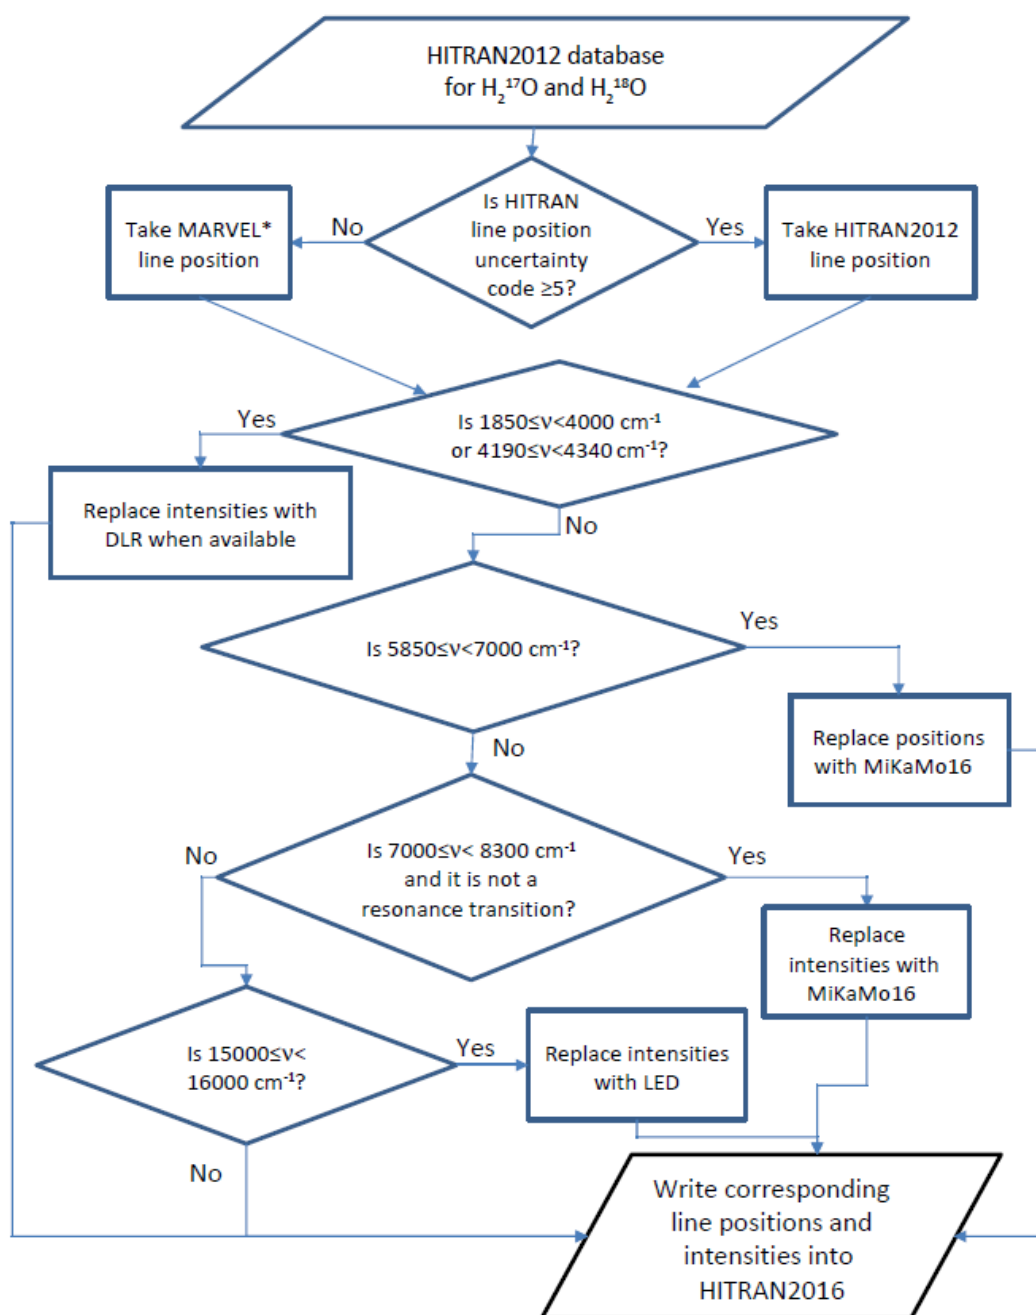 HITRAN2012 database
for H₂¹⁷O and H₂¹⁸O
Is HITRAN
line position
uncertainty
code ≥5?
No
Yes
Take MARVEL*
line position
Take HITRAN2012
line position
Is 1850≤ν<4000 cm⁻¹
or 4190≤ν<4340 cm⁻¹?
Yes
No
Replace intensities with
DLR when available
Is 5850≤ν<7000 cm⁻¹?
Yes
No
Replace positions
with MiKaMo16
Is 7000≤ν< 8300 cm⁻¹
and it is not a
resonance transition?
No
Yes
Replace
intensities with
MiKaMo16
Is 15000≤ν<
16000 cm⁻¹?
Yes
No
Replace intensities
with LED
Write corresponding
line positions and
intensities into
HITRAN2016